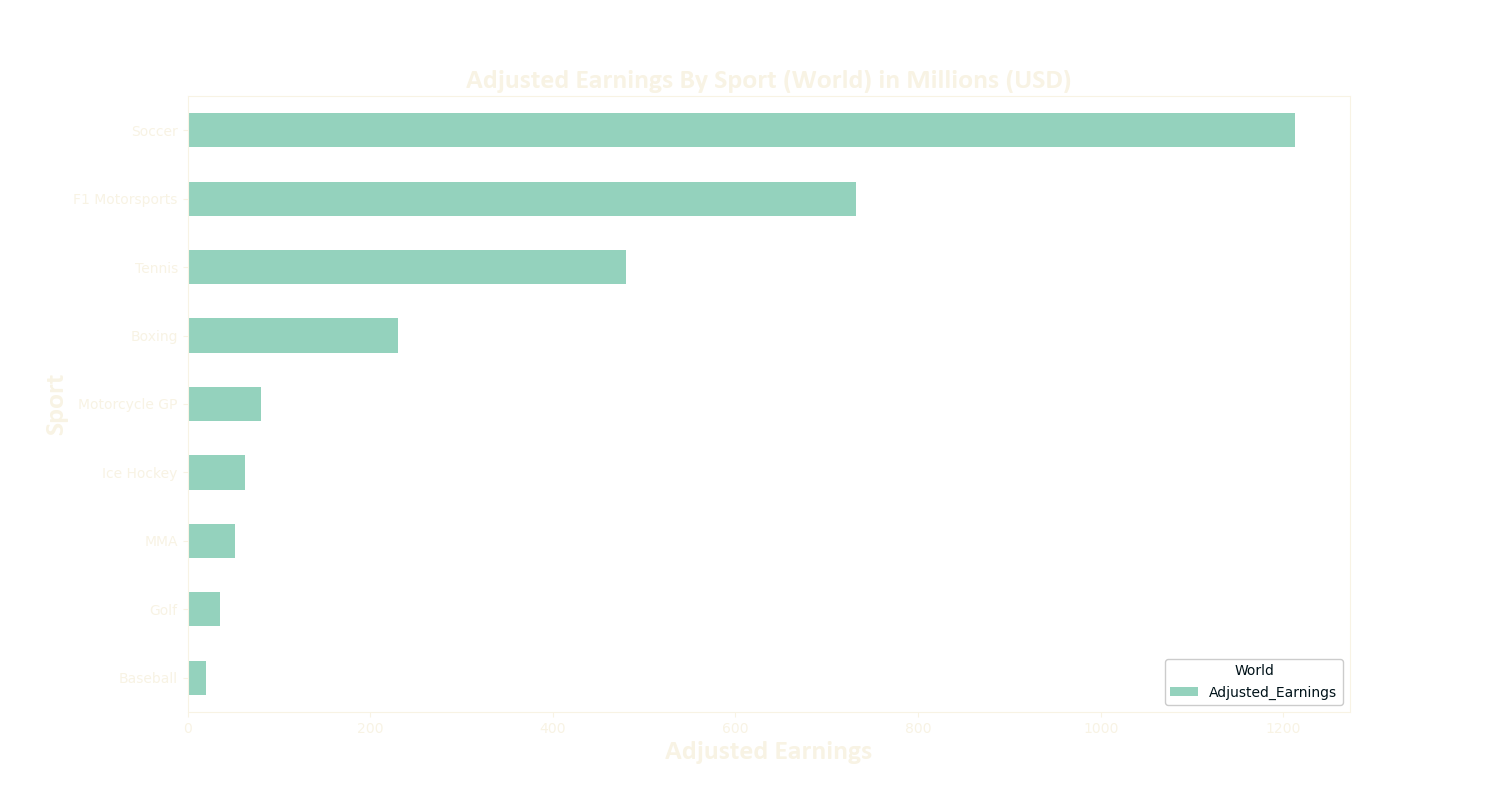 Adjusted Earnings By Sport (World) in Millions (USD)
Soccer
F1 Motorsports
Tennis
Boxing
Motorcycle GP
Ice Hockey
MMA
Golf
Baseball
Sport
World
Adjusted_Earnings
0 200 400 600 800 1000 1200
Adjusted Earnings